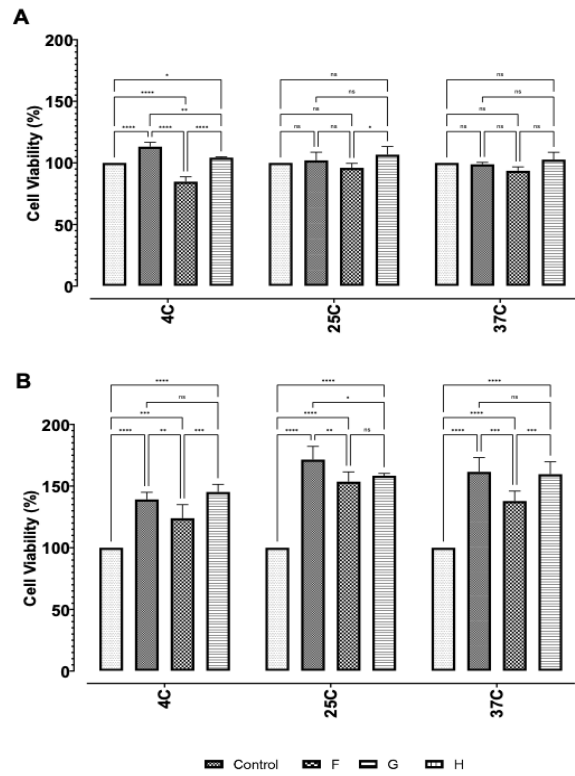 A
200
*
ns
ns
****
ns
ns
150
**
ns
ns
**** **** ****
ns ns *
ns ns ns
100
50
0
Cell Viability (%)
4C
25C
37C
B
****
****
****
ns
*
ns
200
***
****
****
**** ** ***
**** ** ns
**** *** ***
150
100
50
0
Cell Viability (%)
4C
25C
37C
Control F G H